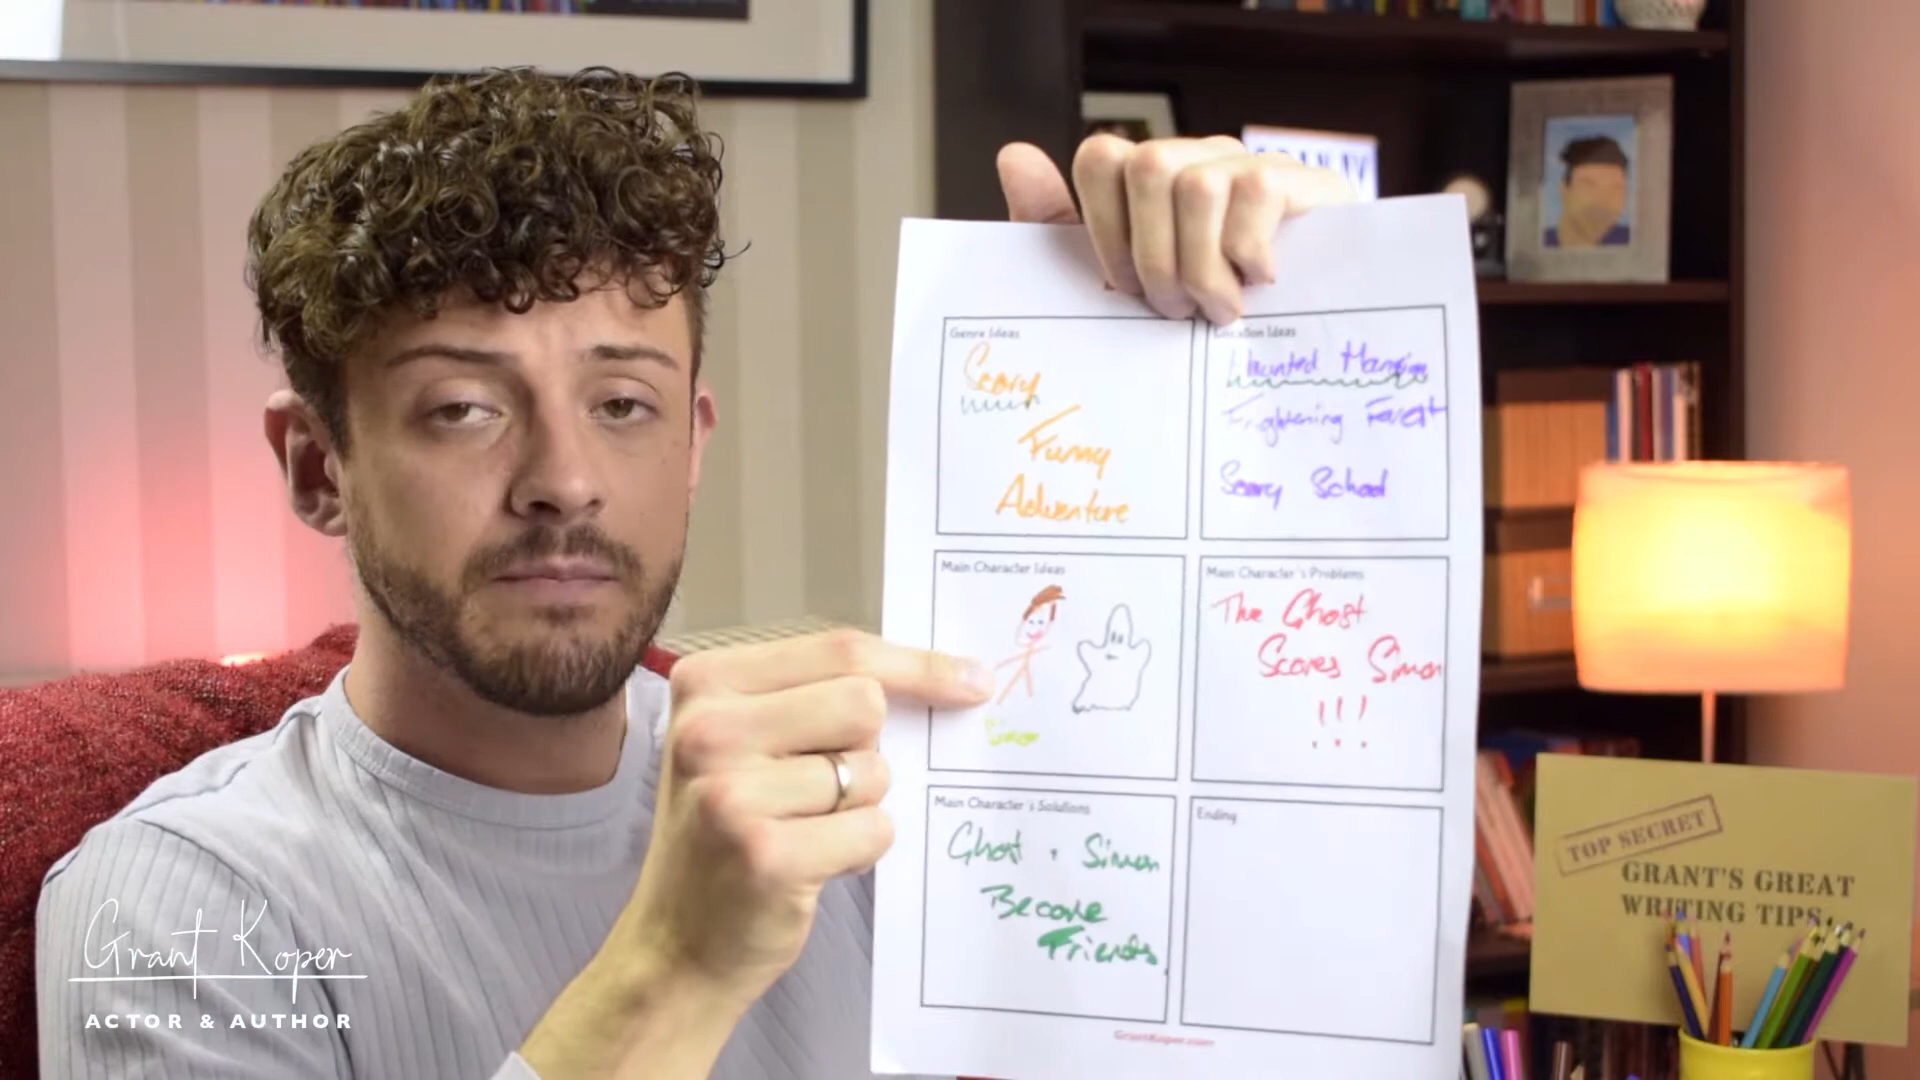 Genre Ideas
Scary
Funny
Adventure
Location Ideas
Haunted Mansion
Frightening Forest
Scary School
Main Character Ideas
Simon
Main Character's Problems
The Ghost
Scares Simon
!!!
Main Character's Solutions
Ghost + Simon
Become
Friends.
Ending
GrantKoper.com
TOP SECRET
GRANT'S GREAT
WRITING TIPS
Grant Koper
ACTOR & AUTHOR